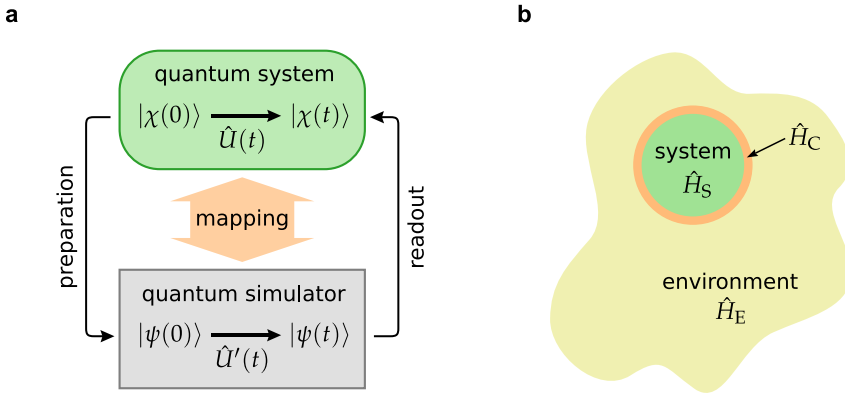 a
quantum system
|χ(0)⟩ |χ(t)⟩
Û(t)
preparation
mapping
readout
quantum simulator
|ψ(0)⟩ |ψ(t)⟩
Û′(t)
b
system
Ĥ_S
Ĥ_C
environment
Ĥ_E